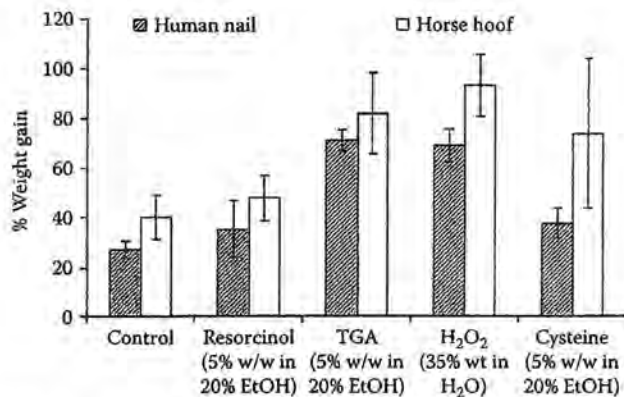 120
Human nail
Horse hoof
100
80
60
40
20
0
% Weight gain
Control
Resorcinol
(5% w/w in
20% EtOH)
TGA
(5% w/w in
20% EtOH)
H₂O₂
(35% wt in
H₂O)
Cysteine
(5% w/w in
20% EtOH)